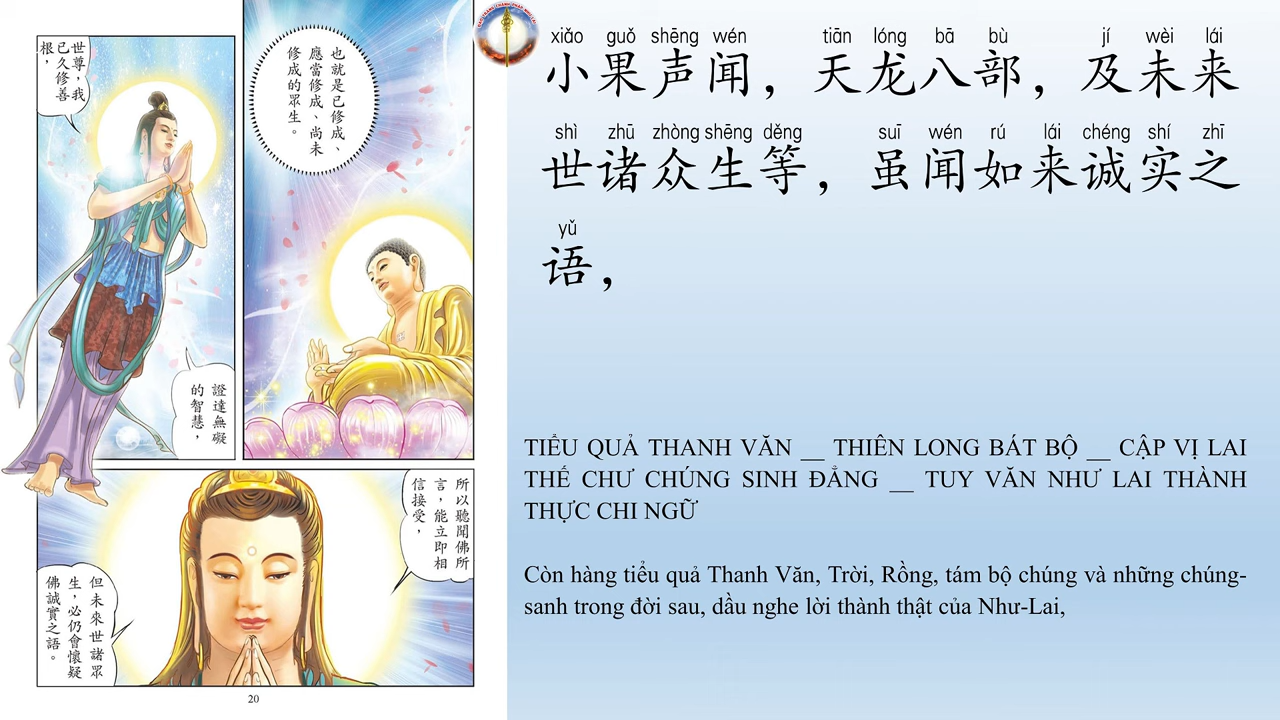 世尊，我
已久修善
根，
證達無礙
的智慧，
也就是已修成、
應當修成、尚未
修成的眾生。
所以聽聞佛所
言，能立即相
信接受，
但未來世諸眾
生，必仍會懷疑
佛誠實之語。
20
xiǎo guǒ shēng wén tiān lóng bā bù jí wèi lái
小果声闻，天龙八部，及未来
shì zhū zhòng shēng děng suī wén rú lái chéng shí zhī
世诸众生等，虽闻如来诚实之
yǔ
语，
TIỂU QUẢ THANH VĂN __ THIÊN LONG BÁT BỘ __ CẬP VỊ LAI
THẾ CHƯ CHÚNG SINH ĐẲNG __ TUY VĂN NHƯ LAI THÀNH
THỰC CHI NGỮ
Còn hàng tiểu quả Thanh Văn, Trời, Rồng, tám bộ chúng và những chúng-
sanh trong đời sau, dầu nghe lời thành thật của Như-Lai,